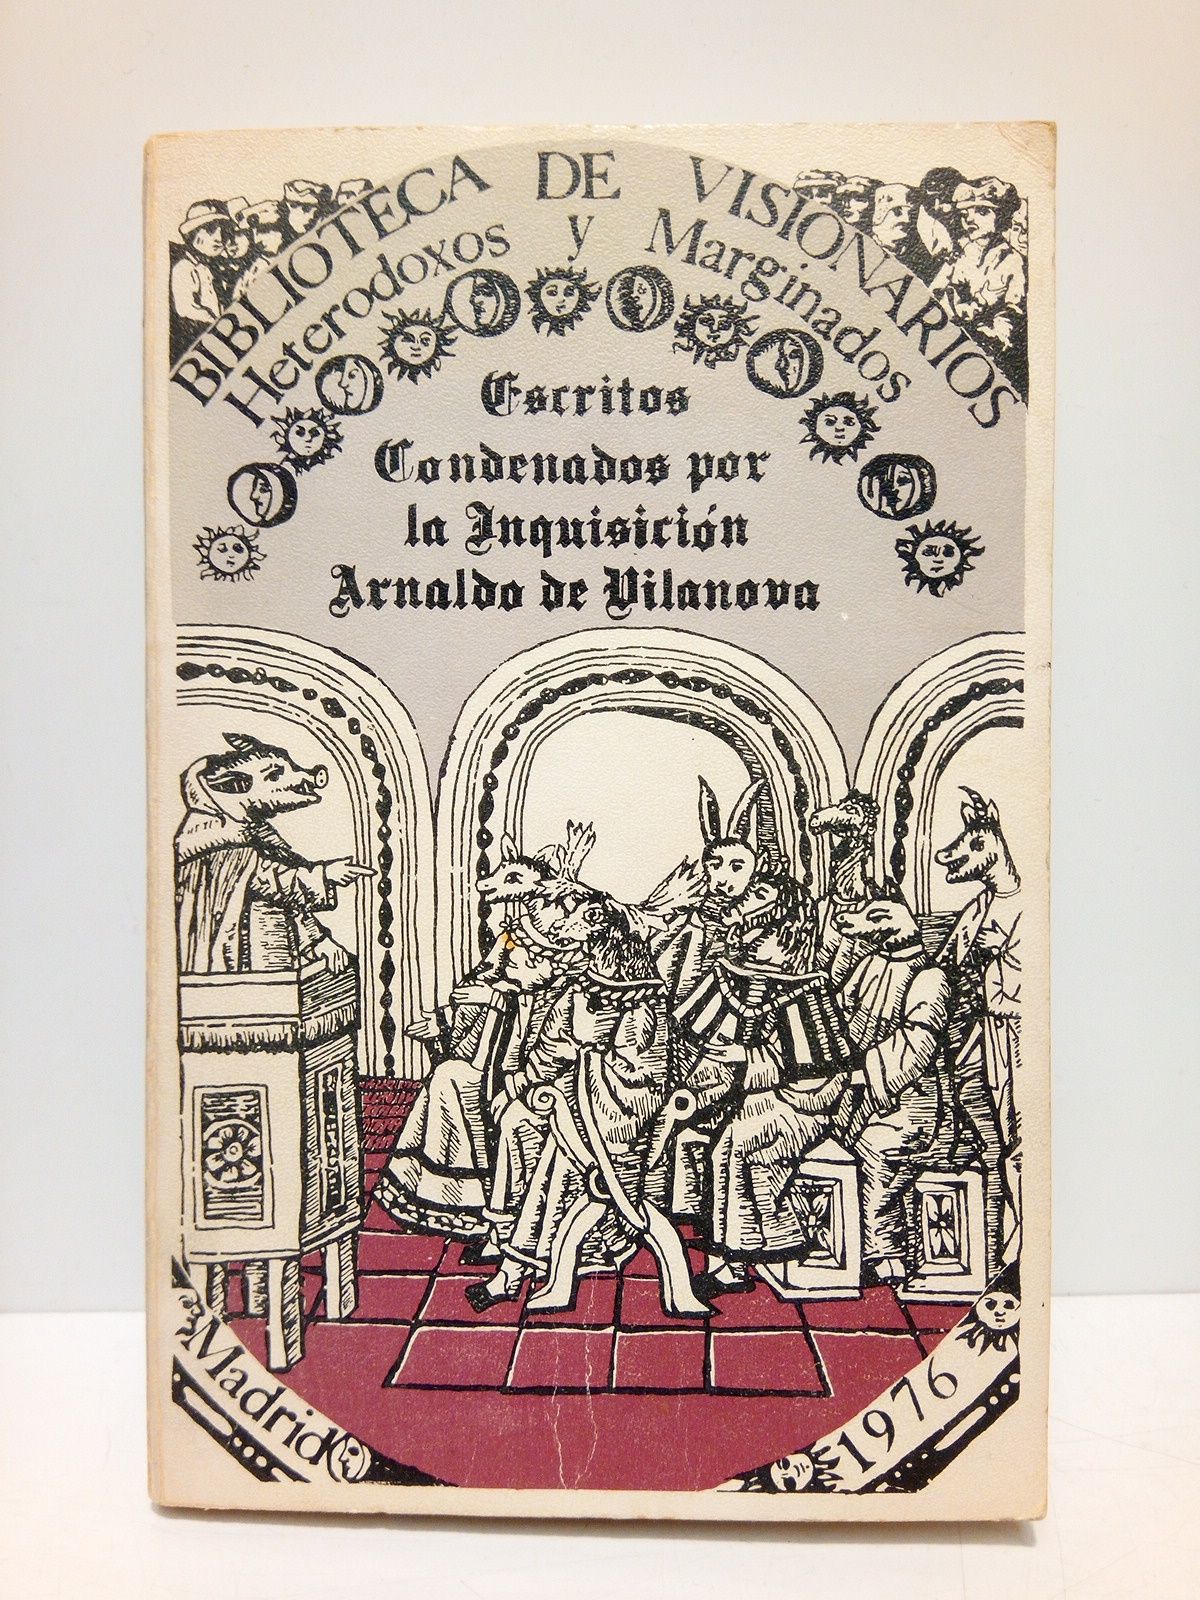 BIBLIOTECA DE VISIONARIOS
Heterodoxos y Marginados
Escritos
Condenados por
la Inquisición
Arnaldo de Vilanova
Madrid
1976